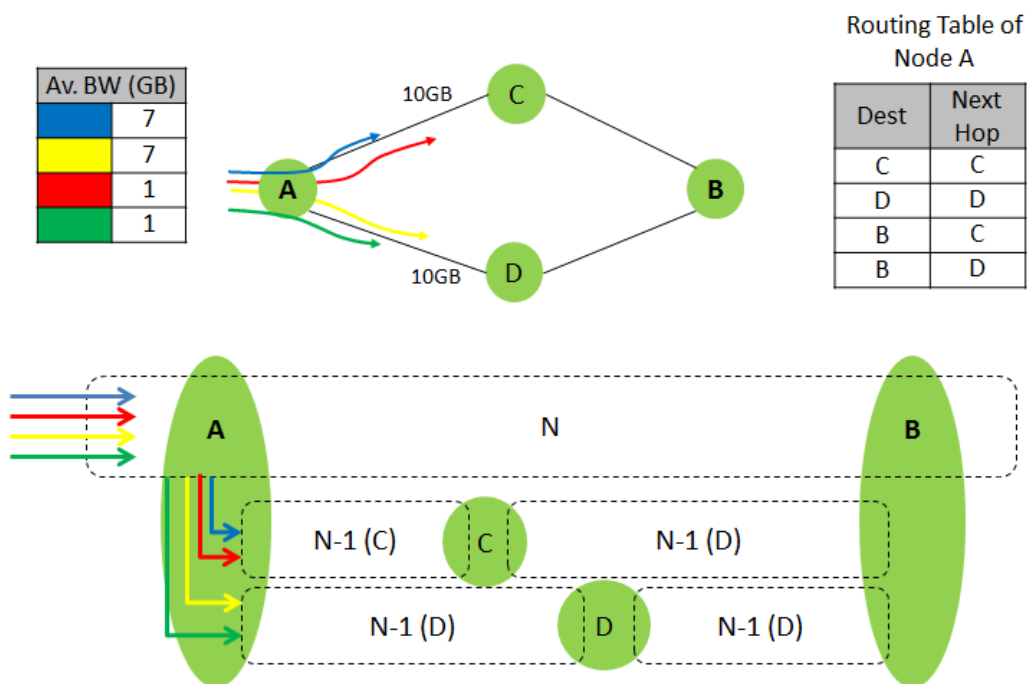 Routing Table of
Node A
Av. BW (GB)
7
7
1
1
10GB
C
A
B
10GB
D
Dest Next Hop
C C
D D
B C
B D
A
N
B
N-1 (C)
C
N-1 (D)
N-1 (D)
D
N-1 (D)